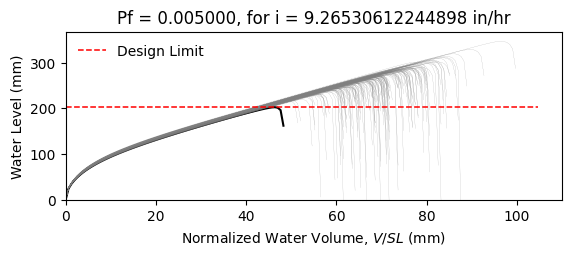 Pf = 0.005000, for i = 9.26530612244898 in/hr
Design Limit
Water Level (mm)
300
200
100
0
0 20 40 60 80 100
Normalized Water Volume, V/SL (mm)